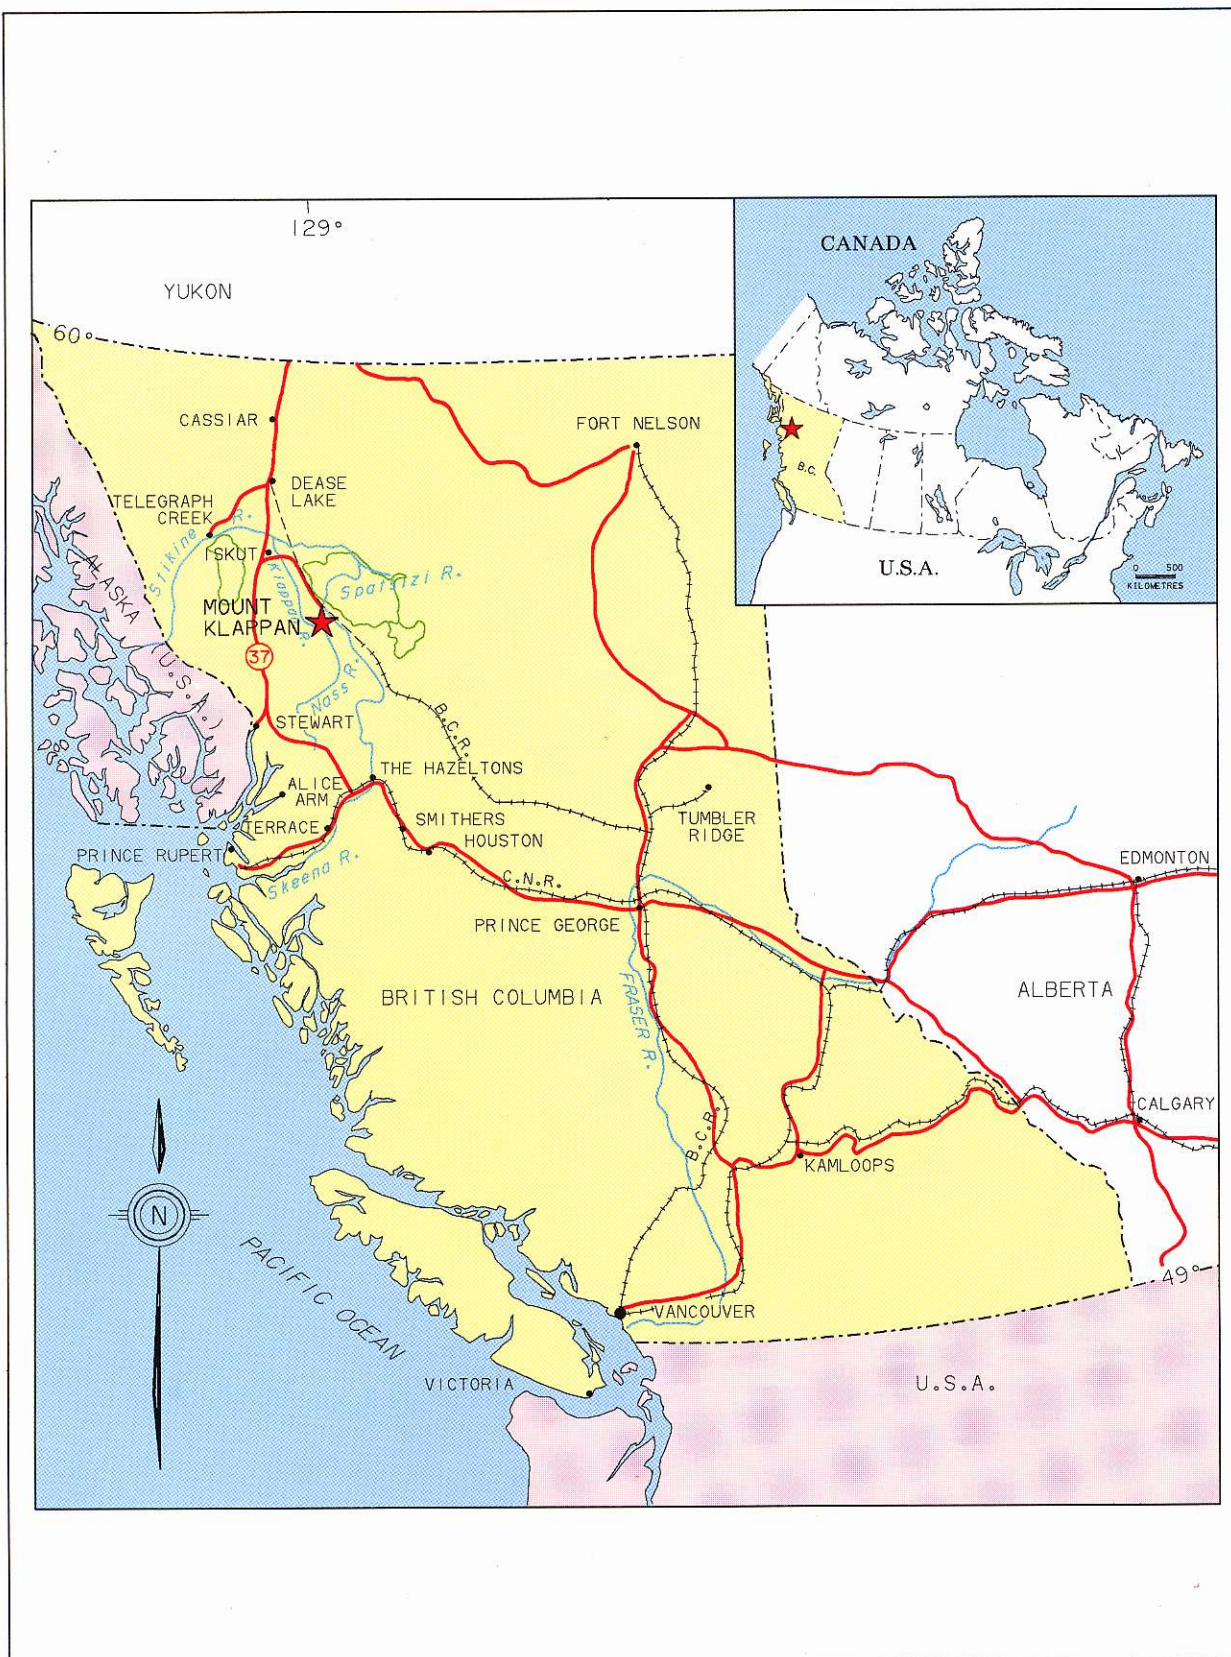 129°
YUKON
60°
CANADA
B.C.
U.S.A.
0 500
KILOMETRES
CASSIAR
FORT NELSON
DEASE
LAKE
TELEGRAPH
CREEK
Stikine R.
ISKUT
Klappan R.
Spatsizi R.
ALASKA
(U.S.A.)
MOUNT
KLAPPAN
37
Nass R.
B.C.R.
STEWART
THE HAZELTONS
ALICE
ARM
TERRACE
SMITHERS
HOUSTON
TUMBLER
RIDGE
PRINCE RUPERT
Skeena R.
C.N.R.
EDMONTON
PRINCE GEORGE
BRITISH COLUMBIA
FRASER R.
ALBERTA
B.C.R.
CALGARY
KAMLOOPS
N
PACIFIC OCEAN
49°
VANCOUVER
VICTORIA
U.S.A.